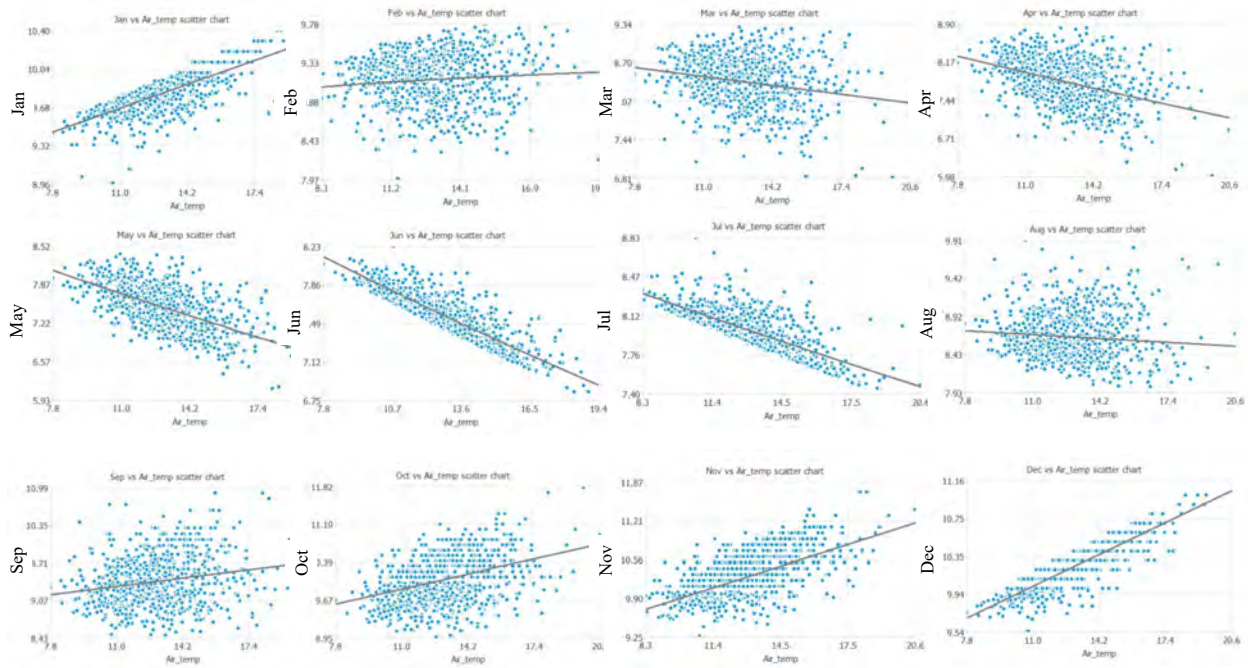 Jan vs Air_temp scatter chart
10.40
10.04
9.68
9.32
8.96
Jan
7.8 11.0 14.2 17.4
Air_temp
Feb vs Air_temp scatter chart
9.78
9.33
8.88
8.43
7.97
Feb
8.3 11.2 14.1 16.9
Air_temp
Mar vs Air_temp scatter chart
9.34
8.70
8.07
7.44
6.81
Mar
7.8 11.0 14.2 17.4 20.6
Air_temp
Apr vs Air_temp scatter chart
8.90
8.17
7.44
6.71
5.98
Apr
7.8 11.0 14.2 17.4 20.6
Air_temp
May vs Air_temp scatter chart
8.52
7.87
7.22
6.57
5.93
May
7.8 11.0 14.2 17.4
Air_temp
Jun vs Air_temp scatter chart
8.23
7.86
7.49
7.12
6.75
Jun
7.8 10.7 13.6 16.5 19.4
Air_temp
Jul vs Air_temp scatter chart
8.83
8.47
8.12
7.76
7.40
Jul
8.3 11.4 14.5 17.5 20.6
Air_temp
Aug vs Air_temp scatter chart
9.91
9.42
8.92
8.43
7.93
Aug
7.8 11.0 14.2 17.4 20.6
Air_temp
Sep vs Air_temp scatter chart
10.99
10.35
9.71
9.07
8.43
Sep
7.8 11.0 14.2 17.4
Air_temp
Oct vs Air_temp scatter chart
11.82
11.10
10.39
9.67
8.95
Oct
7.8 11.0 14.2 17.4 20.
Air_temp
Nov vs Air_temp scatter chart
11.87
11.21
10.56
9.90
9.25
Nov
8.3 11.4 14.5 17.5 20.6
Air_temp
Dec vs Air_temp scatter chart
11.16
10.75
10.35
9.94
9.54
Dec
7.8 11.0 14.2 17.4 20.6
Air_temp